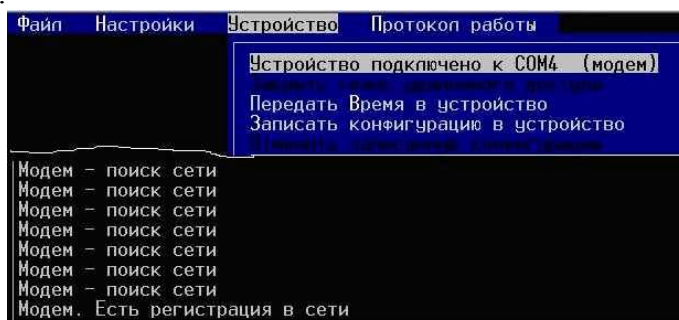 Файл Настройки Устройство Протокол работы
Устройство подключено к COM4 (модем)
Передать Время в устройство
Записать конфигурацию в устройство
Модем - поиск сети
Модем - поиск сети
Модем - поиск сети
Модем - поиск сети
Модем - поиск сети
Модем - поиск сети
Модем - поиск сети
Модем. Есть регистрация в сети